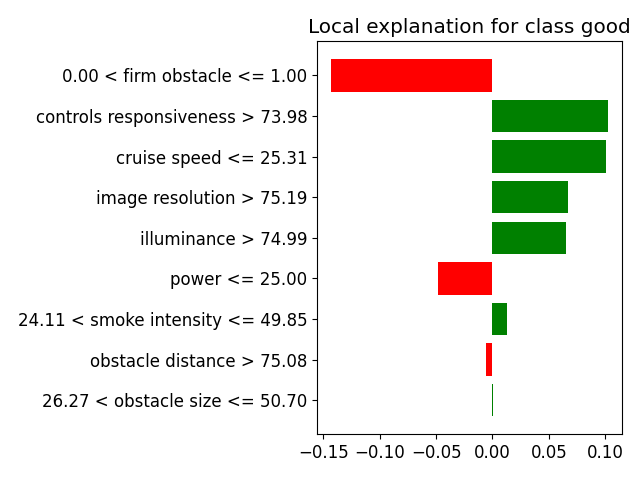 Local explanation for class good
0.00 < firm obstacle <= 1.00
controls responsiveness > 73.98
cruise speed <= 25.31
image resolution > 75.19
illuminance > 74.99
power <= 25.00
24.11 < smoke intensity <= 49.85
obstacle distance > 75.08
26.27 < obstacle size <= 50.70
−0.15 −0.10 −0.05 0.00 0.05 0.10